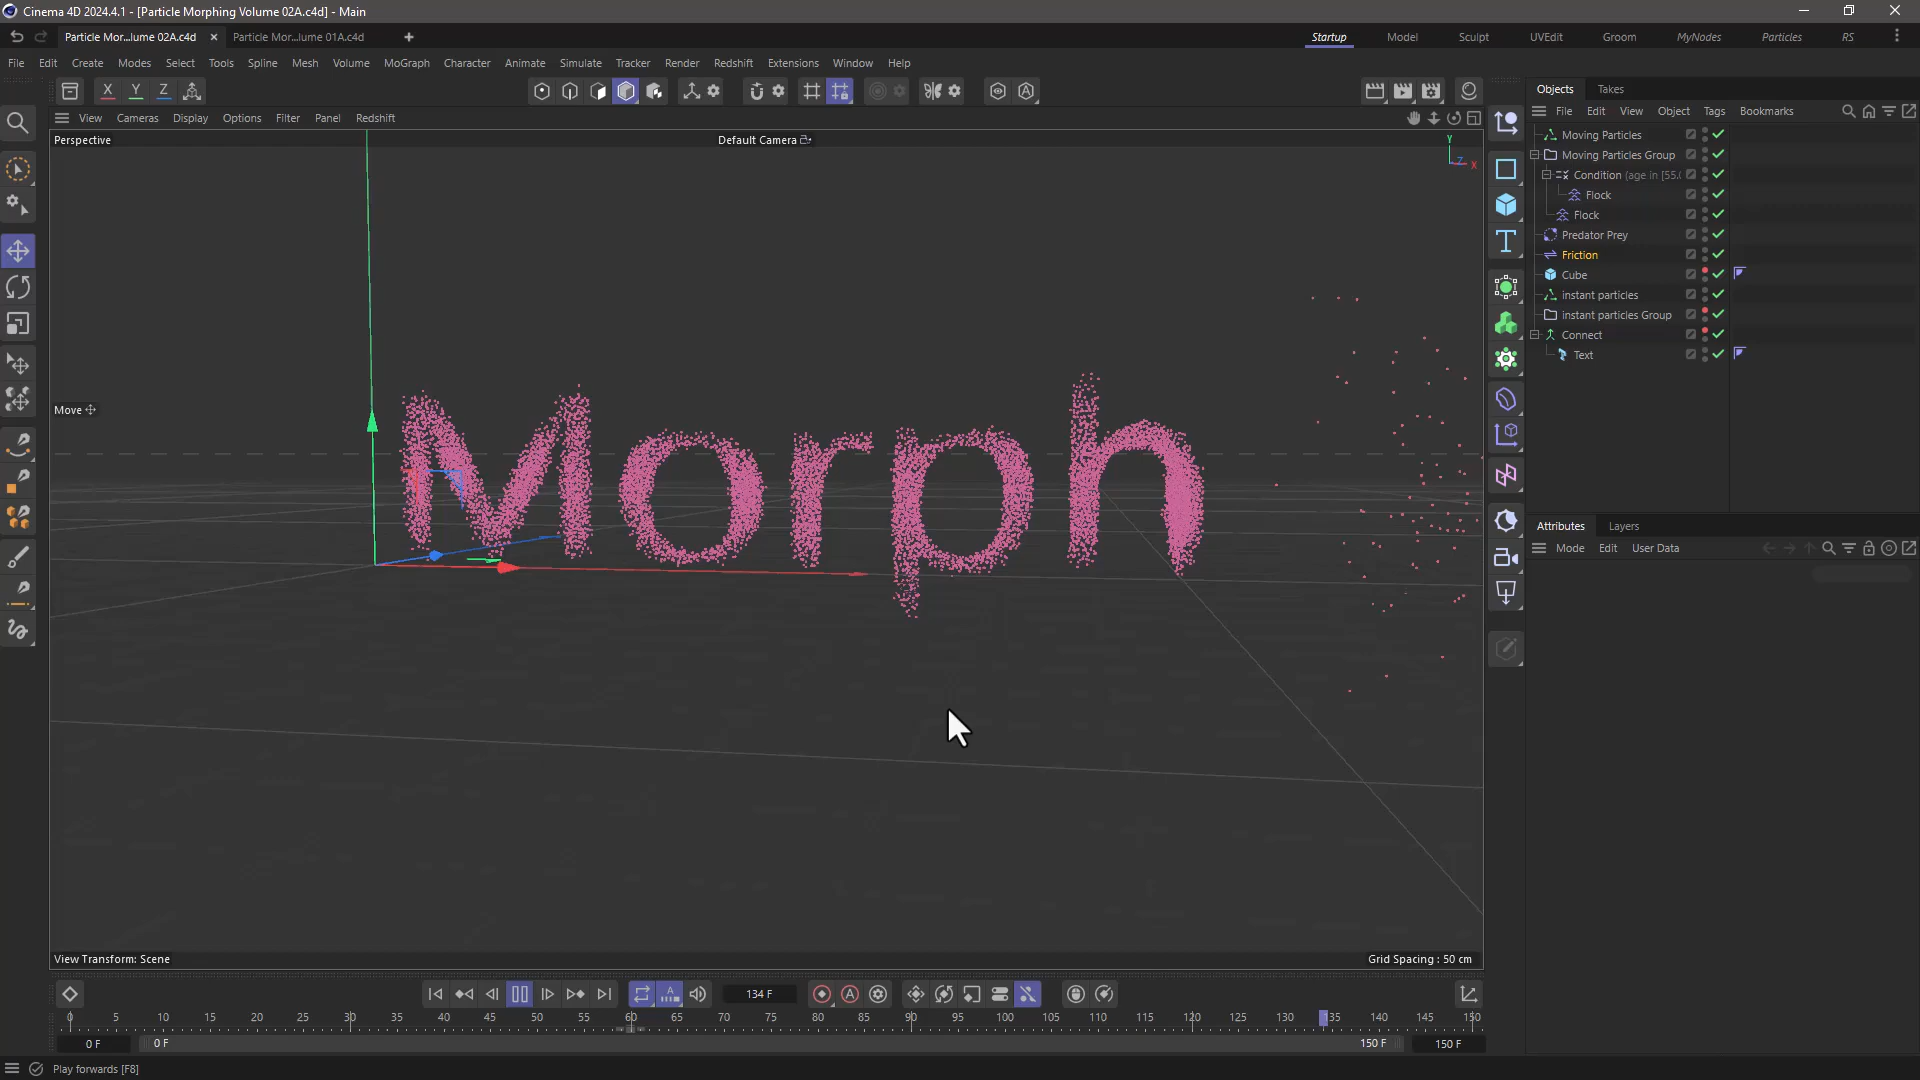 Cinema 4D 2024.4.1 - [Particle Morphing Volume 02A.c4d] - Main
Particle Mor...lume 02A.c4d
Particle Mor...lume 01A.c4d
Startup
Model
Sculpt
UVEdit
Groom
MyNodes
Particles
RS
File
Edit
Create
Modes
Select
Tools
Spline
Mesh
Volume
MoGraph
Character
Animate
Simulate
Tracker
Render
Redshift
Extensions
Window
Help
X
Y
Z
View
Cameras
Display
Options
Filter
Panel
Redshift
Perspective
Default Camera
Y
Z
X
Move
Morph
View Transform: Scene
Grid Spacing : 50 cm
Objects
Takes
File
Edit
View
Object
Tags
Bookmarks
Moving Particles
Moving Particles Group
Condition (age in [55.
Flock
Flock
Predator Prey
Friction
Cube
instant particles
instant particles Group
Connect
Text
Attributes
Layers
Mode
Edit
User Data
134 F
0
5
10
15
20
25
30
35
40
45
50
55
60
65
70
75
80
85
90
95
100
105
110
115
120
125
130
135
140
145
150
0 F
0 F
150 F
150 F
Play forwards [F8]